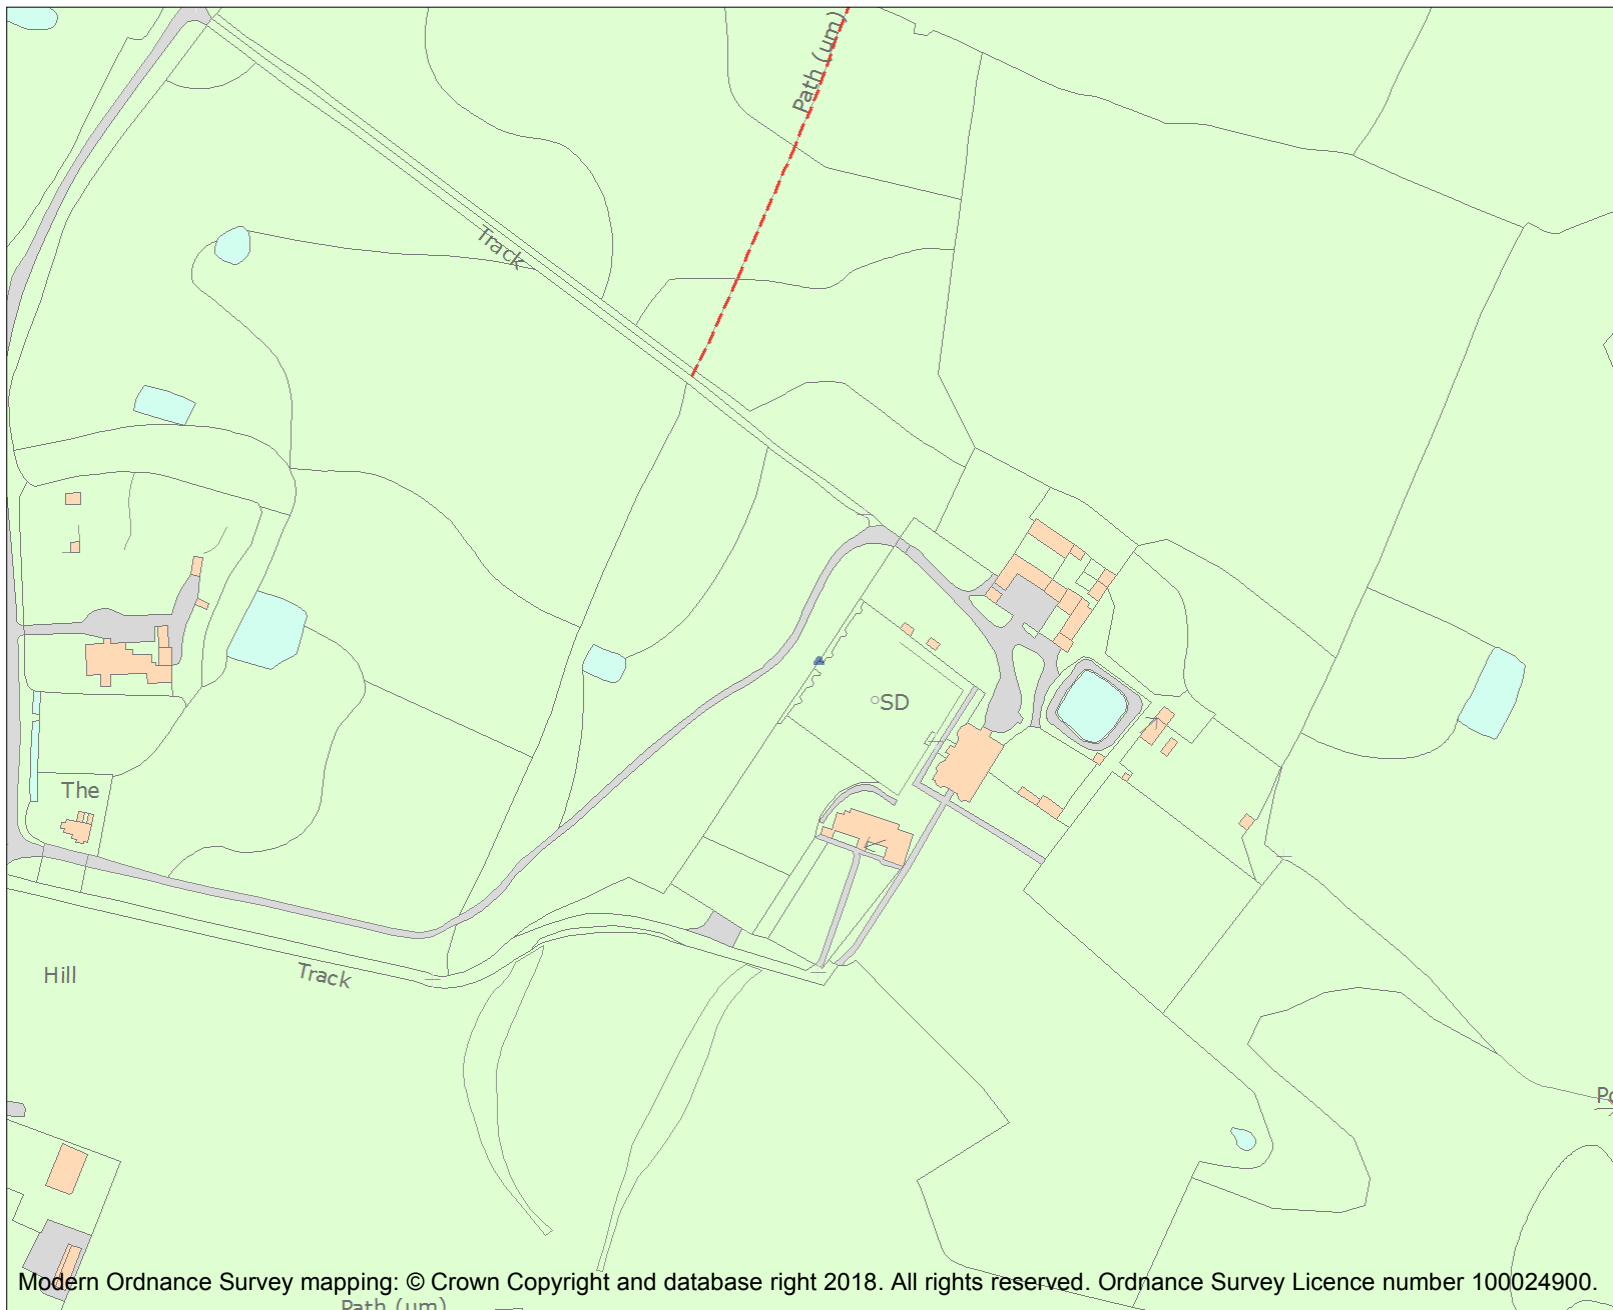 Path (um)
Track
SD
The
Hill
Track
Modern Ordnance Survey mapping: © Crown Copyright and database right 2018. All rights reserved. Ordnance Survey Licence number 100024900.
Path (um)